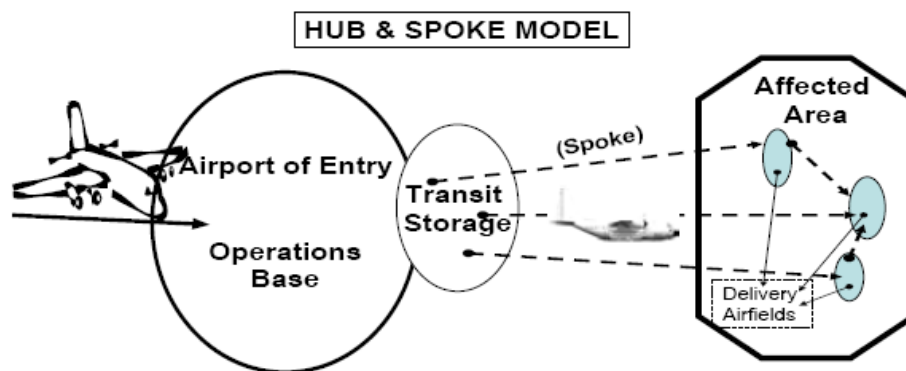 HUB & SPOKE MODEL
Airport of Entry
Operations
Base
Transit
Storage
(Spoke)
Affected
Area
Delivery
Airfields